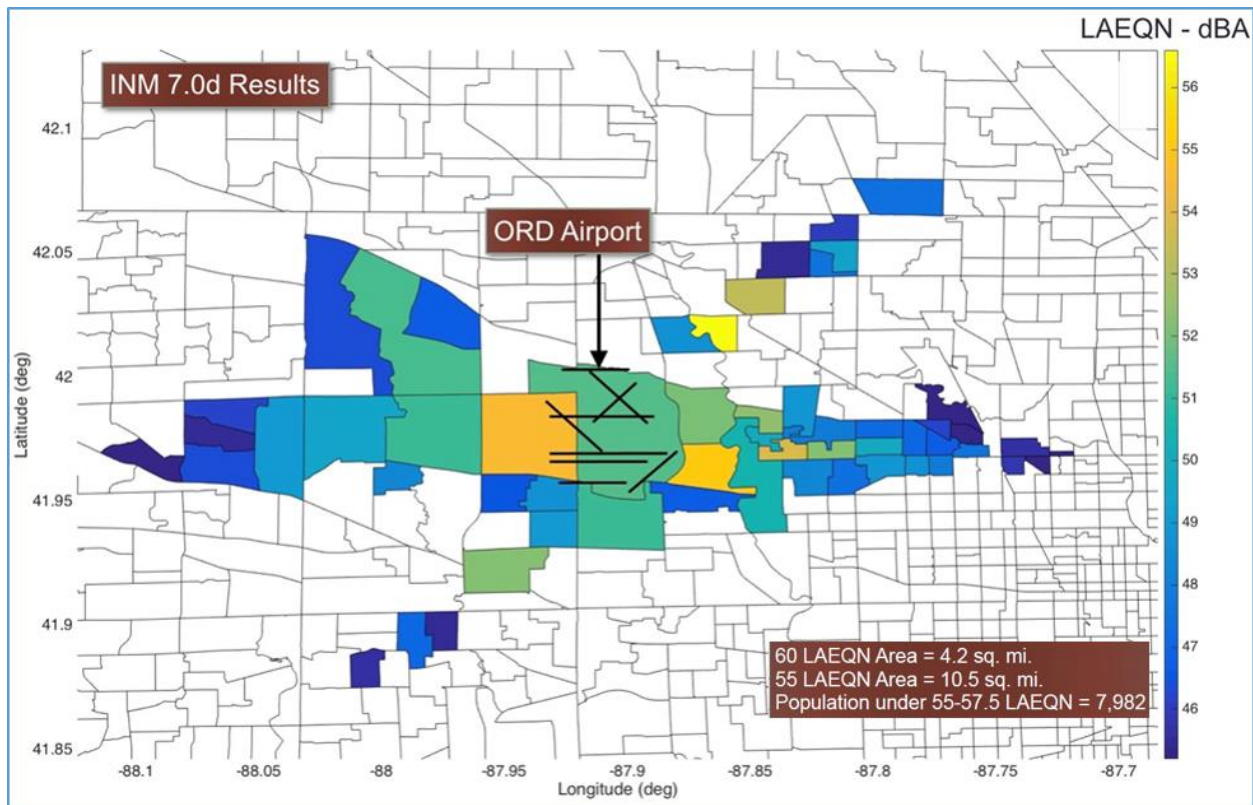 LAEQN - dBA
INM 7.0d Results
ORD Airport
56
55
54
53
52
51
50
49
48
47
46
42.1
42.05
42
41.95
41.9
41.85
Latitude (deg)
60 LAEQN Area = 4.2 sq. mi.
55 LAEQN Area = 10.5 sq. mi.
Population under 55-57.5 LAEQN = 7,982
-88.1 -88.05 -88 -87.95 -87.9 -87.85 -87.8 -87.75 -87.7
Longitude (deg)